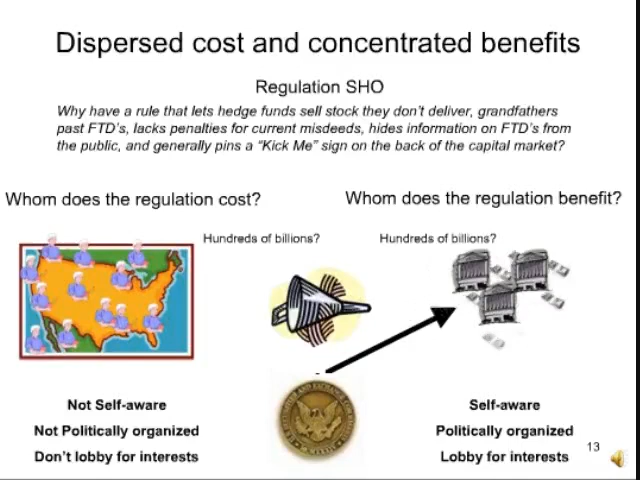 Dispersed cost and concentrated benefits
Regulation SHO
Why have a rule that lets hedge funds sell stock they don't deliver, grandfathers
past FTD's, lacks penalties for current misdeeds, hides information on FTD's from
the public, and generally pins a "Kick Me" sign on the back of the capital market?
Whom does the regulation cost?
Whom does the regulation benefit?
Hundreds of billions?
Hundreds of billions?
Not Self-aware
Not Politically organized
Don't lobby for interests
Self-aware
Politically organized
Lobby for interests
13